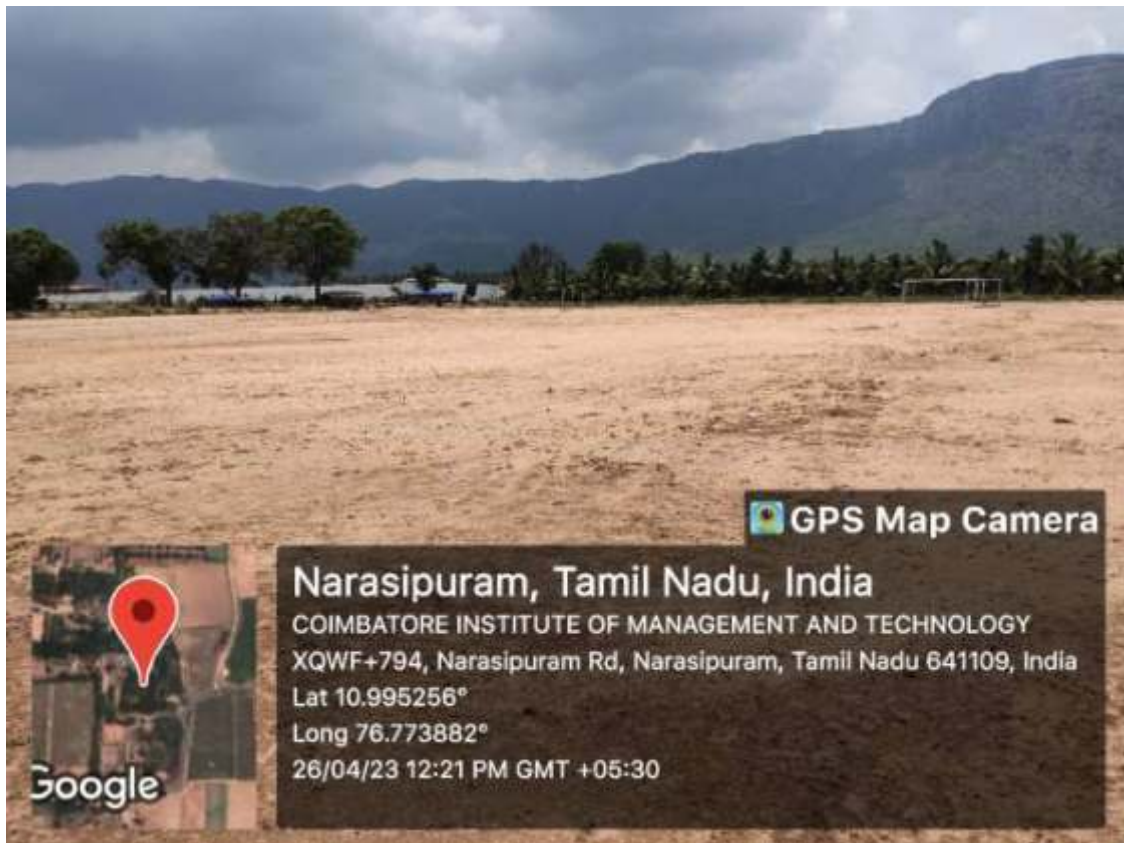 GPS Map Camera
Narasipuram, Tamil Nadu, India
COIMBATORE INSTITUTE OF MANAGEMENT AND TECHNOLOGY
XQWF+794, Narasipuram Rd, Narasipuram, Tamil Nadu 641109, India
Lat 10.995256°
Long 76.773882°
26/04/23 12:21 PM GMT +05:30
Google